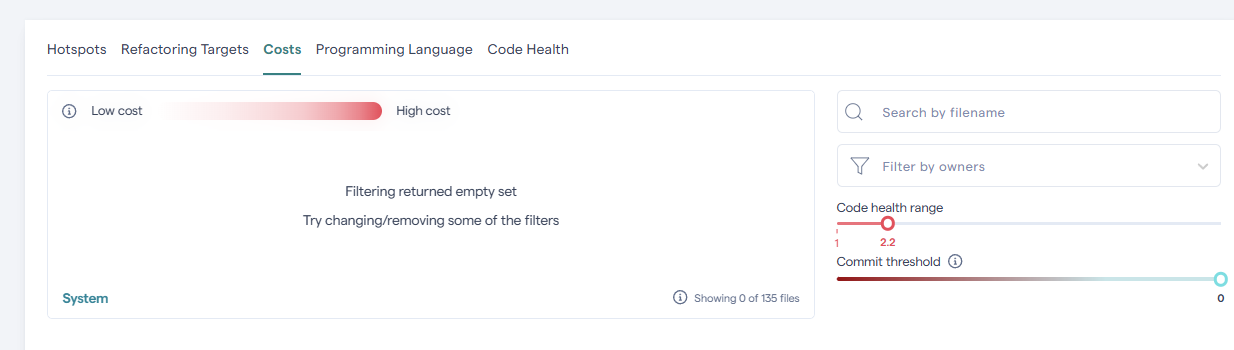 Hotspots Refactoring Targets Costs Programming Language Code Health
Low cost High cost
Filtering returned empty set
Try changing/removing some of the filters
System Showing 0 of 135 files
Search by filename
Filter by owners
Code health range
1 2.2
Commit threshold
0